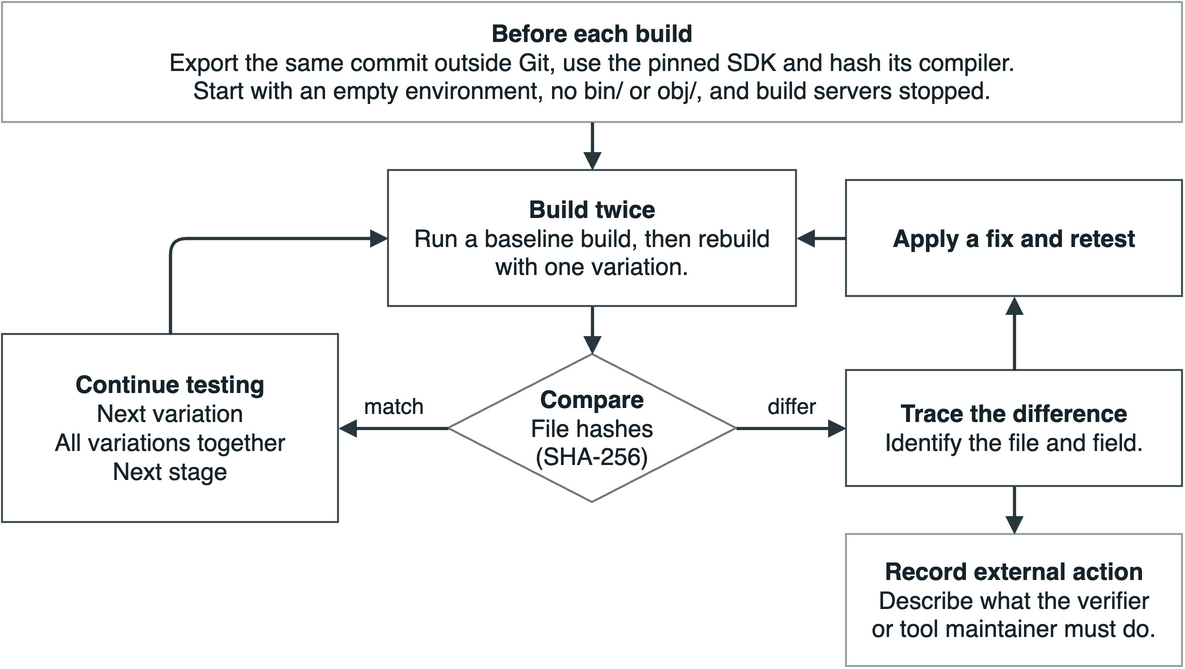 Before each build
Export the same commit outside Git, use the pinned SDK and hash its compiler.
Start with an empty environment, no bin/ or obj/, and build servers stopped.
Build twice
Run a baseline build, then rebuild
with one variation.
Apply a fix and retest
Continue testing
Next variation
All variations together
Next stage
match
Compare
File hashes
(SHA-256)
differ
Trace the difference
Identify the file and field.
Record external action
Describe what the verifier
or tool maintainer must do.